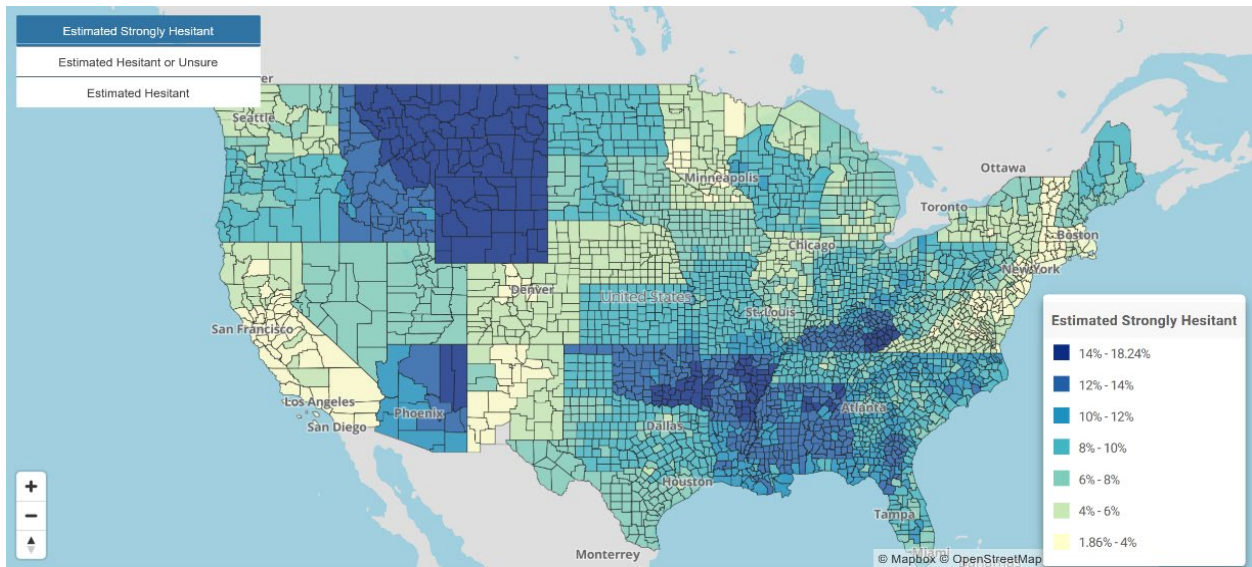 Estimated Strongly Hesitant
Estimated Hesitant or Unsure
Estimated Hesitant
Seattle
Ottawa
Minneapolis
Toronto
Boston
Chicago
New York
Denver
United States
St. Louis
San Francisco
Los Angeles
Phoenix
Atlanta
San Diego
Dallas
Houston
Tampa
Monterrey
Miami
Estimated Strongly Hesitant
14% - 18.24%
12% - 14%
10% - 12%
8% - 10%
6% - 8%
4% - 6%
1.86% - 4%
+
−
© Mapbox © OpenStreetMap